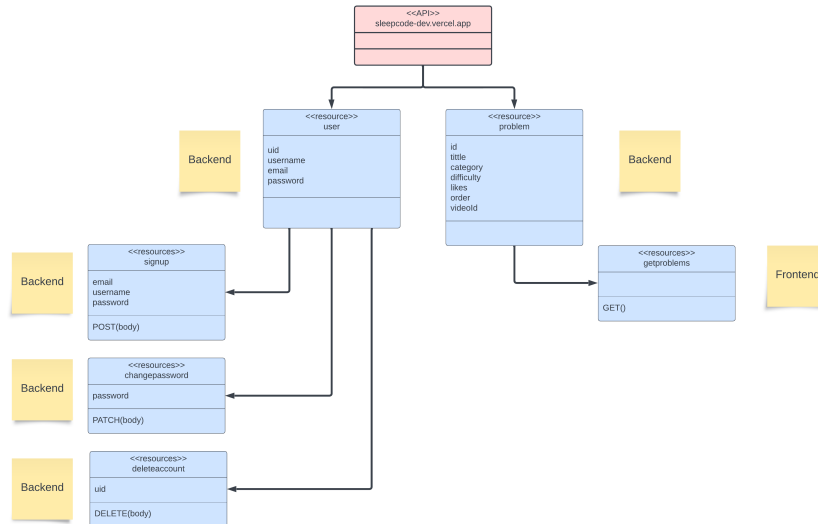 <<API>>
sleepcode-dev.vercel.app
<<resource>>
user
uid
username
email
password
<<resource>>
problem
id
tittle
category
difficulty
likes
order
videoId
Backend
Backend
<<resources>>
signup
email
username
password
POST(body)
Backend
<<resources>>
getproblems
GET()
Frontend
<<resources>>
changepassword
password
PATCH(body)
Backend
<<resources>>
deleteaccount
uid
DELETE(body)
Backend